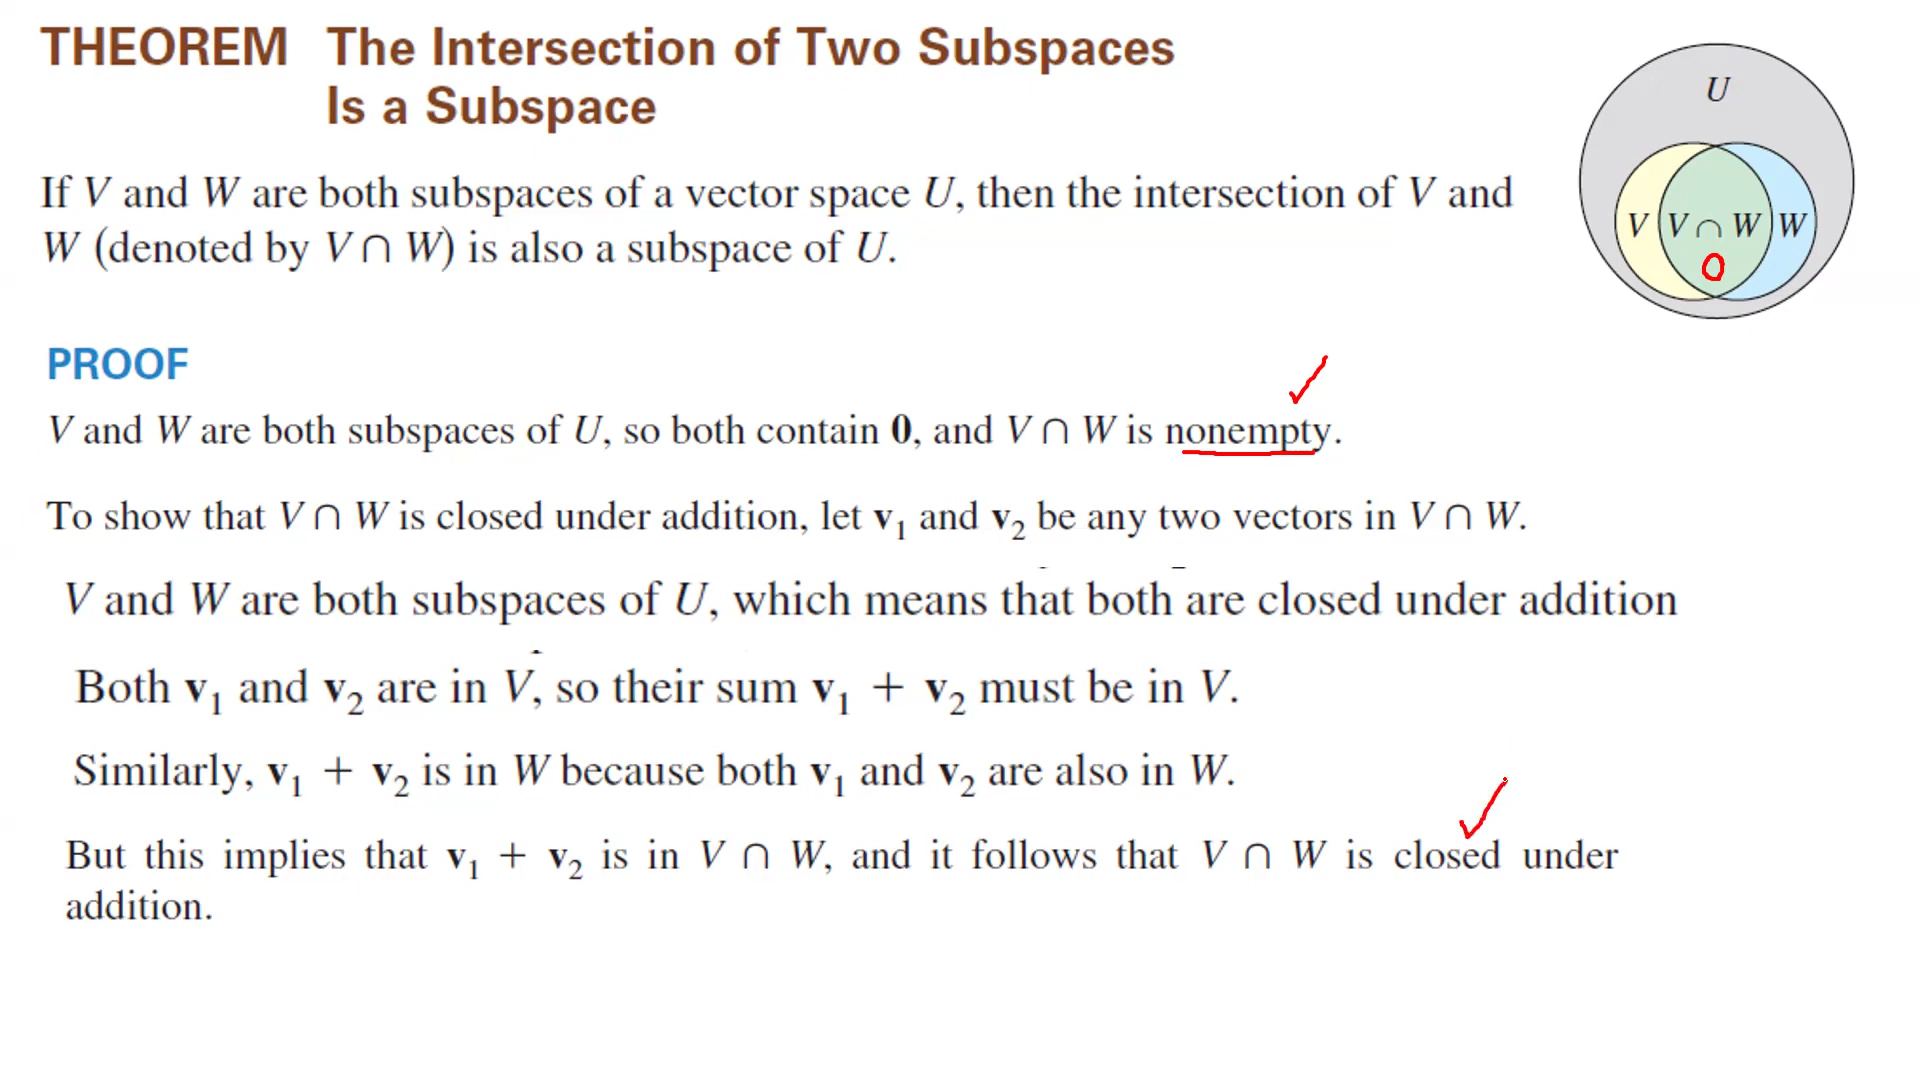 THEOREM The Intersection of Two Subspaces
Is a Subspace
If V and W are both subspaces of a vector space U, then the intersection of V and
W (denoted by V ∩ W) is also a subspace of U.
U
V V ∩ W W
0
PROOF
V and W are both subspaces of U, so both contain 0, and V ∩ W is nonempty.
To show that V ∩ W is closed under addition, let v₁ and v₂ be any two vectors in V ∩ W.
V and W are both subspaces of U, which means that both are closed under addition
Both v₁ and v₂ are in V, so their sum v₁ + v₂ must be in V.
Similarly, v₁ + v₂ is in W because both v₁ and v₂ are also in W.
But this implies that v₁ + v₂ is in V ∩ W, and it follows that V ∩ W is closed under
addition.